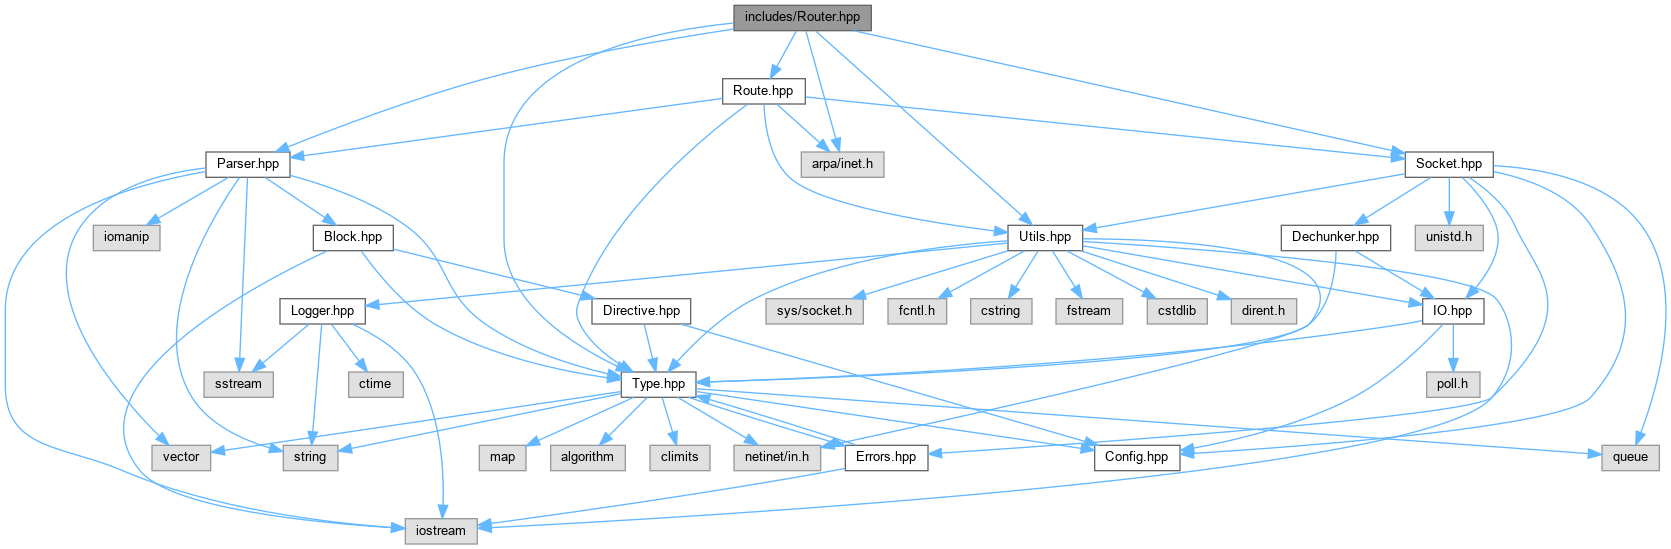 includes/Router.hpp
Route.hpp
Parser.hpp
arpa/inet.h
Socket.hpp
iomanip
Block.hpp
Utils.hpp
Dechunker.hpp
unistd.h
Logger.hpp
Directive.hpp
sys/socket.h
fcntl.h
cstring
fstream
cstdlib
dirent.h
IO.hpp
sstream
ctime
Type.hpp
poll.h
vector
string
map
algorithm
climits
netinet/in.h
Errors.hpp
Config.hpp
queue
iostream